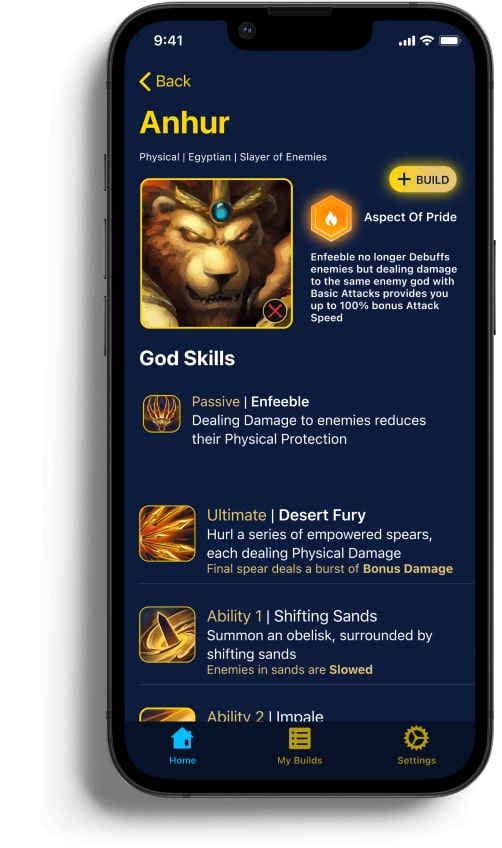 9:41
Back
Anhur
Physical | Egyptian | Slayer of Enemies
+ BUILD
Aspect Of Pride
Enfeeble no longer Debuffs
enemies but dealing damage
to the same enemy god with
Basic Attacks provides you
up to 100% bonus Attack
Speed
God Skills
Passive | Enfeeble
Dealing Damage to enemies reduces
their Physical Protection
Ultimate | Desert Fury
Hurl a series of empowered spears,
each dealing Physical Damage
Final spear deals a burst of Bonus Damage
Ability 1 | Shifting Sands
Summon an obelisk, surrounded by
shifting sands
Enemies in sands are Slowed
Ability 2 | Impale
Home
My Builds
Settings